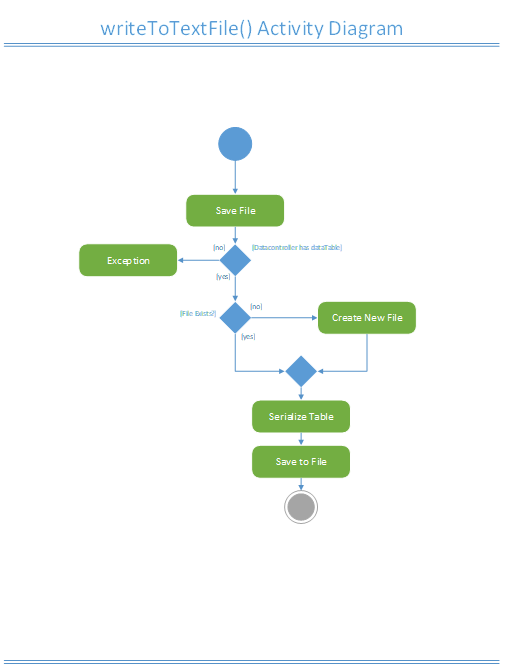 writeToTextFile() Activity Diagram
Save File
[no]
[Datacontroller has dataTable]
Exception
[yes]
[no]
[File Exists?]
Create New File
[yes]
Serialize Table
Save to File